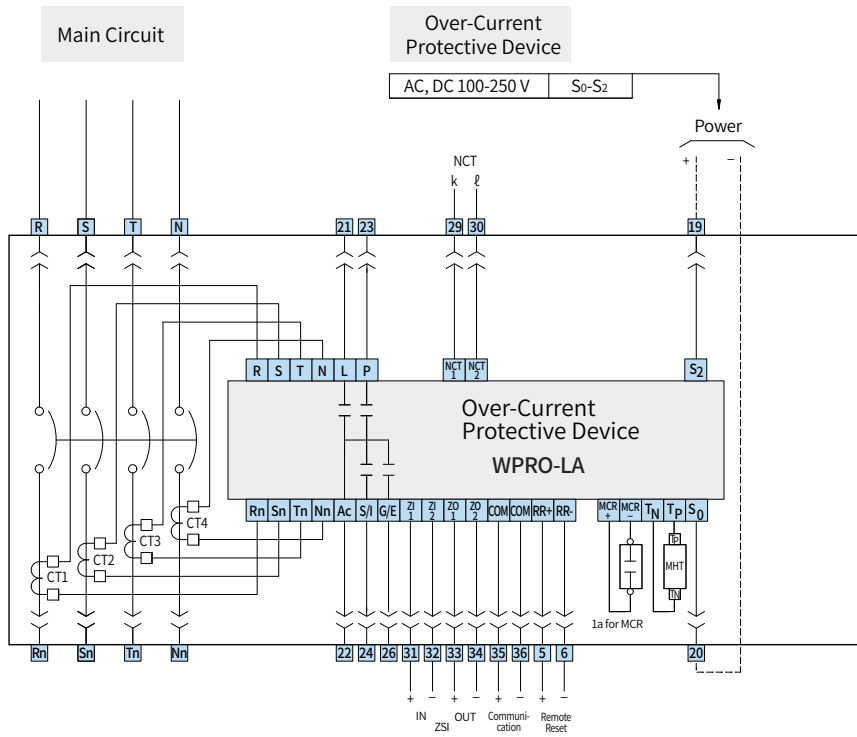 Main Circuit
Over-Current
Protective Device
AC, DC 100-250 V S0-S2
Power
+ −
NCT
k ℓ
R S T N 21 23 29 30 19
R S T N L P NCT 1 NCT 2 S2
Over-Current
Protective Device
WPRO-LA
Rn Sn Tn Nn Ac S/I G/E ZI 1 ZI 2 ZO 1 ZO 2 COM COM RR+ RR- MCR + MCR − TN TP S0
CT4
CT3
CT2
CT1
TP
MHT
TN
1a for MCR
Rn Sn Tn Nn 22 24 26 31 32 33 34 35 36 5 6 20
+ − + − + − + −
IN OUT
ZSI
Communi-
cation
Remote
Reset